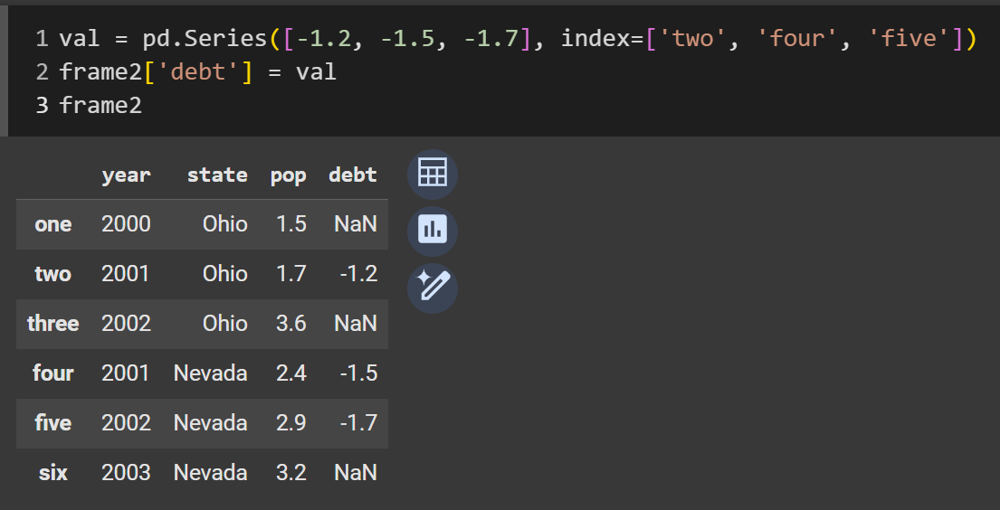 1 val = pd.Series([-1.2, -1.5, -1.7], index=['two', 'four', 'five'])
2 frame2['debt'] = val
3 frame2
year state pop debt
one 2000 Ohio 1.5 NaN
two 2001 Ohio 1.7 -1.2
three 2002 Ohio 3.6 NaN
four 2001 Nevada 2.4 -1.5
five 2002 Nevada 2.9 -1.7
six 2003 Nevada 3.2 NaN